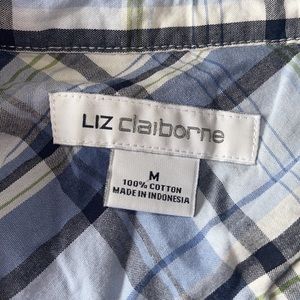 LIZ claiborne
M
100% COTTON
MADE IN INDONESIA